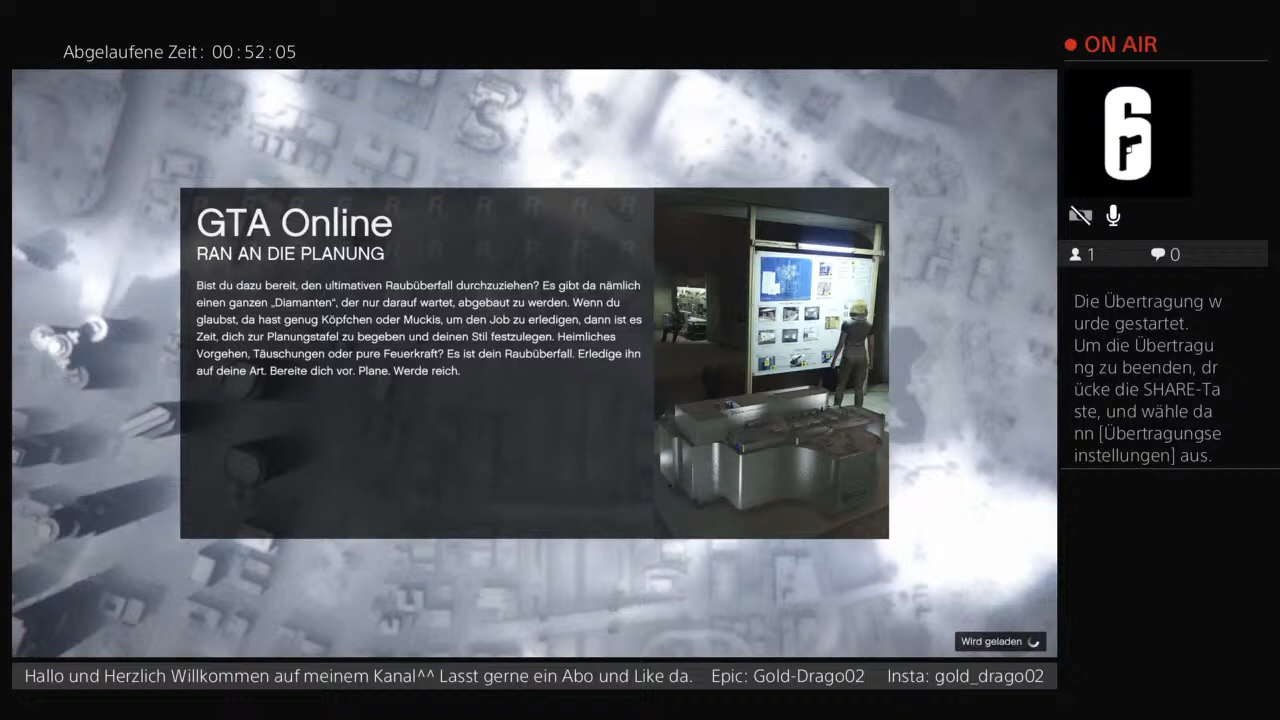 Abgelaufene Zeit: 00:52:05
ON AIR
6
1 0
GTA Online
RAN AN DIE PLANUNG
Bist du dazu bereit, den ultimativen Raubüberfall durchzuziehen? Es gibt da nämlich
einen ganzen „Diamanten“, der nur darauf wartet, abgebaut zu werden. Wenn du
glaubst, da hast genug Köpfchen oder Muckis, um den Job zu erledigen, dann ist es
Zeit, dich zur Planungstafel zu begeben und deinen Stil festzulegen. Heimliches
Vorgehen, Täuschungen oder pure Feuerkraft? Es ist dein Raubüberfall. Erledige ihn
auf deine Art. Bereite dich vor. Plane. Werde reich.
Die Übertragung w
urde gestartet.
Um die Übertragu
ng zu beenden, dr
ücke die SHARE-Ta
ste, und wähle da
nn [Übertragungse
instellungen] aus.
Wird geladen
Hallo und Herzlich Willkommen auf meinem Kanal^^ Lasst gerne ein Abo und Like da. Epic: Gold-Drago02 Insta: gold_drago02